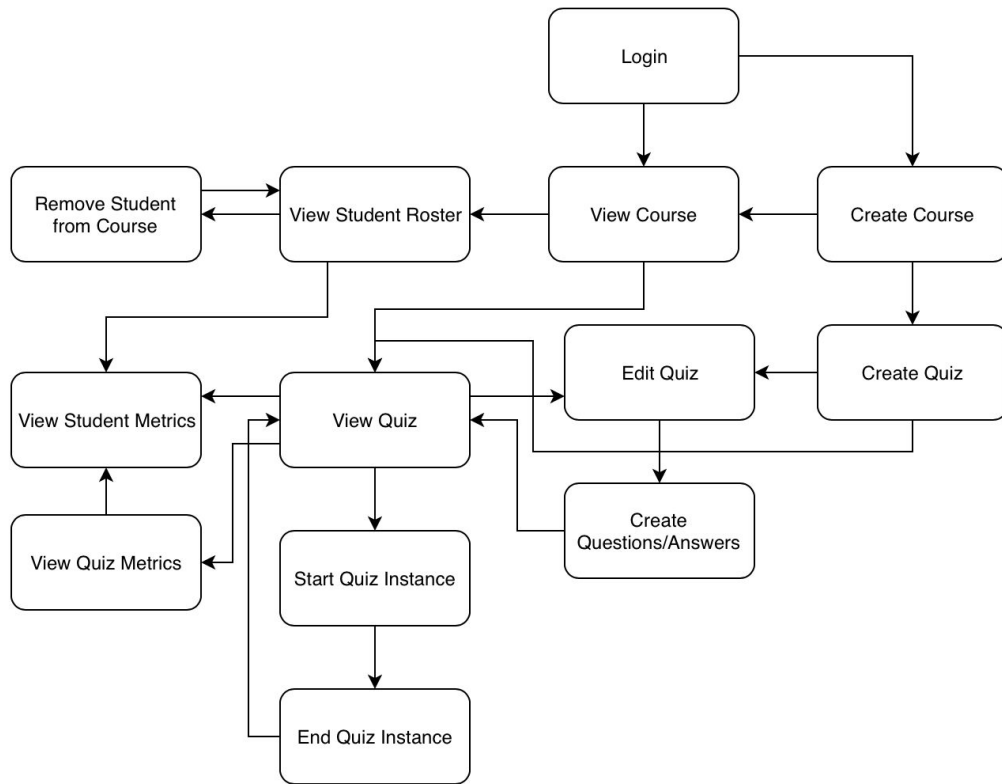 Login
Remove Student
from Course
View Student Roster
View Course
Create Course
View Student Metrics
View Quiz
Edit Quiz
Create Quiz
View Quiz Metrics
Start Quiz Instance
Create
Questions/Answers
End Quiz Instance